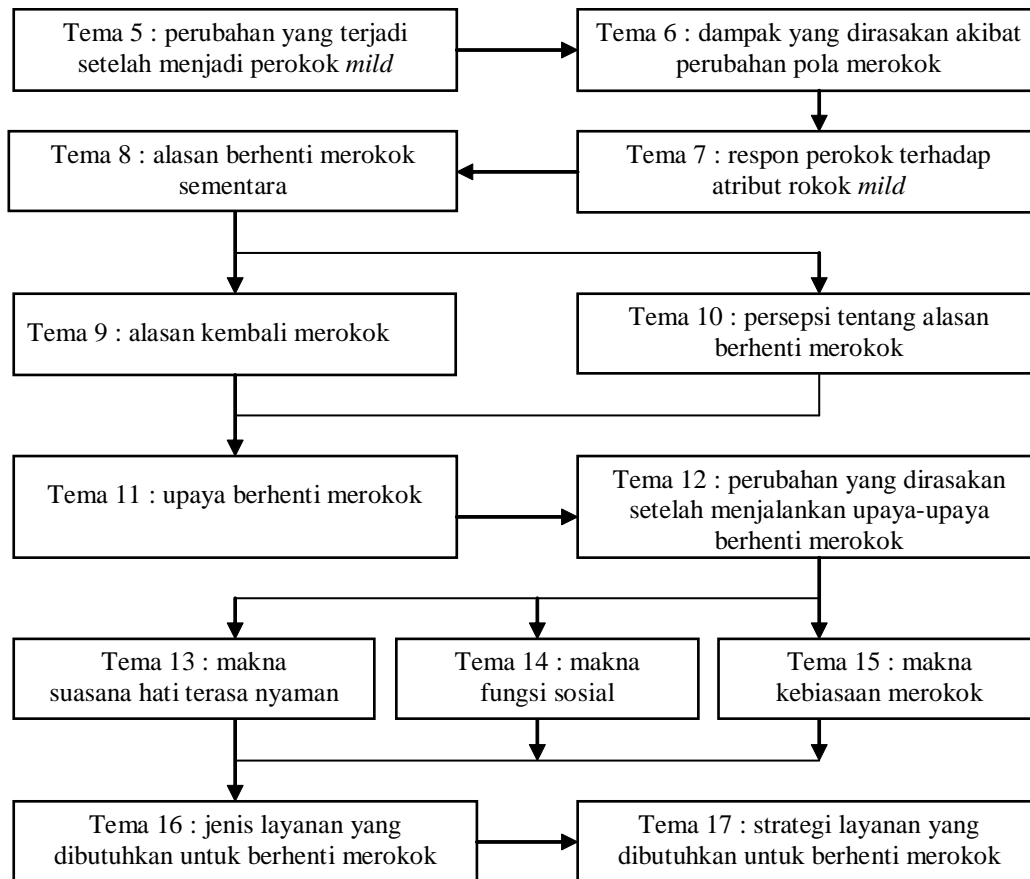 Tema 5 : perubahan yang terjadi
setelah menjadi perokok mild
Tema 6 : dampak yang dirasakan akibat
perubahan pola merokok
Tema 8 : alasan berhenti merokok
sementara
Tema 7 : respon perokok terhadap
atribut rokok mild
Tema 9 : alasan kembali merokok
Tema 10 : persepsi tentang alasan
berhenti merokok
Tema 11 : upaya berhenti merokok
Tema 12 : perubahan yang dirasakan
setelah menjalankan upaya-upaya
berhenti merokok
Tema 13 : makna
suasana hati terasa nyaman
Tema 14 : makna
fungsi sosial
Tema 15 : makna
kebiasaan merokok
Tema 16 : jenis layanan yang
dibutuhkan untuk berhenti merokok
Tema 17 : strategi layanan yang
dibutuhkan untuk berhenti merokok